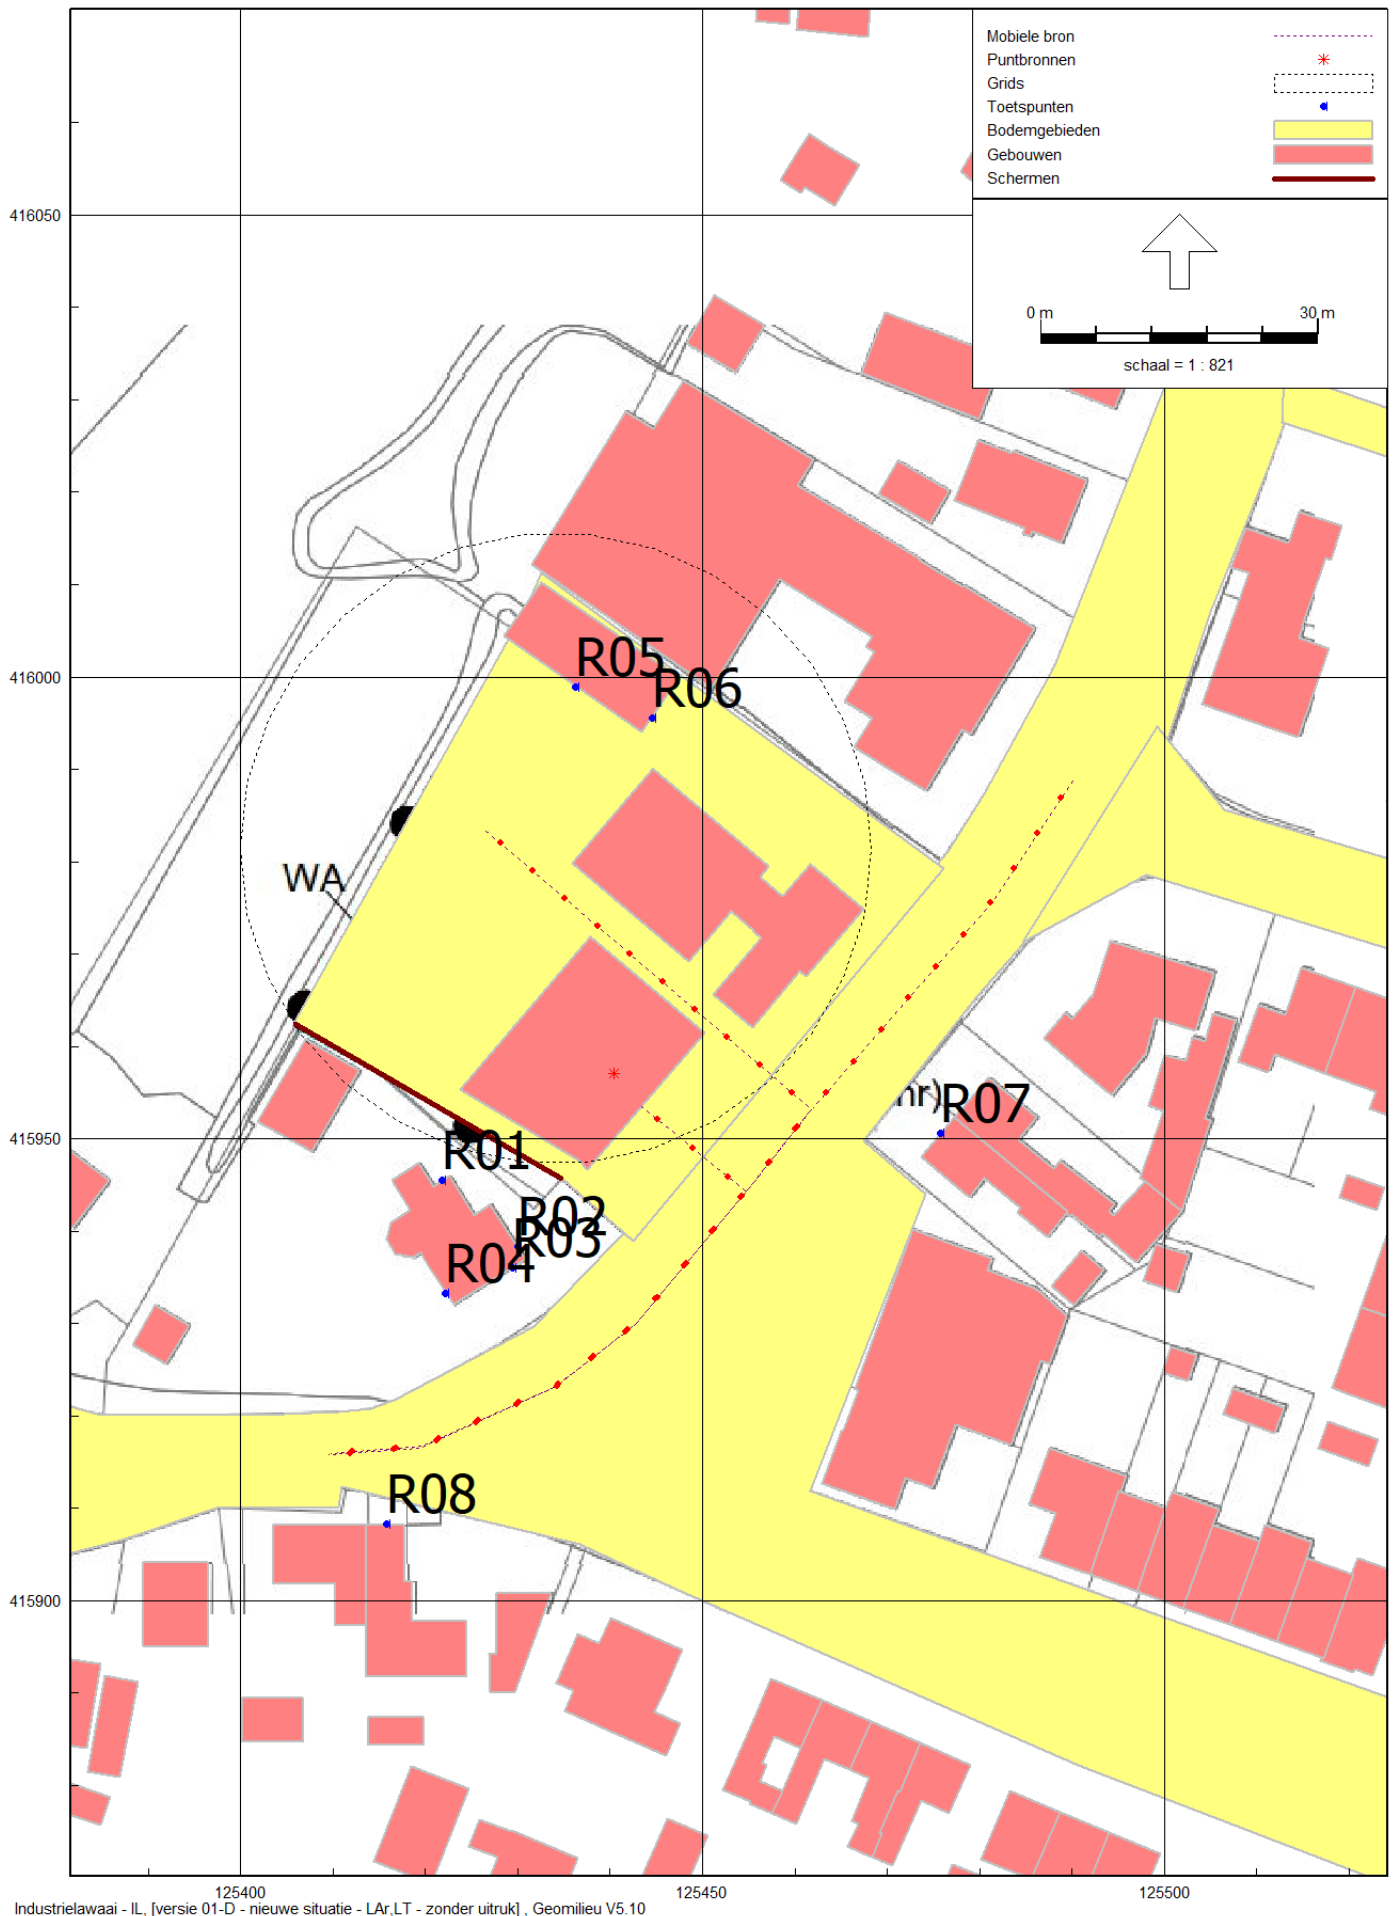 Mobiele bron
Puntbronnen
Grids
Toetspunten
Bodemgebieden
Gebouwen
Schermen
416050
0 m 30 m
schaal = 1 : 821
R05
416000
R06
WA
nr)
R07
415950
R01
R02
R03
R04
R08
415900
125400 125450 125500
Industrielawaai - IL, [versie 01-D - nieuwe situatie - LAr,LT - zonder uitruk] , Geomilieu V5.10